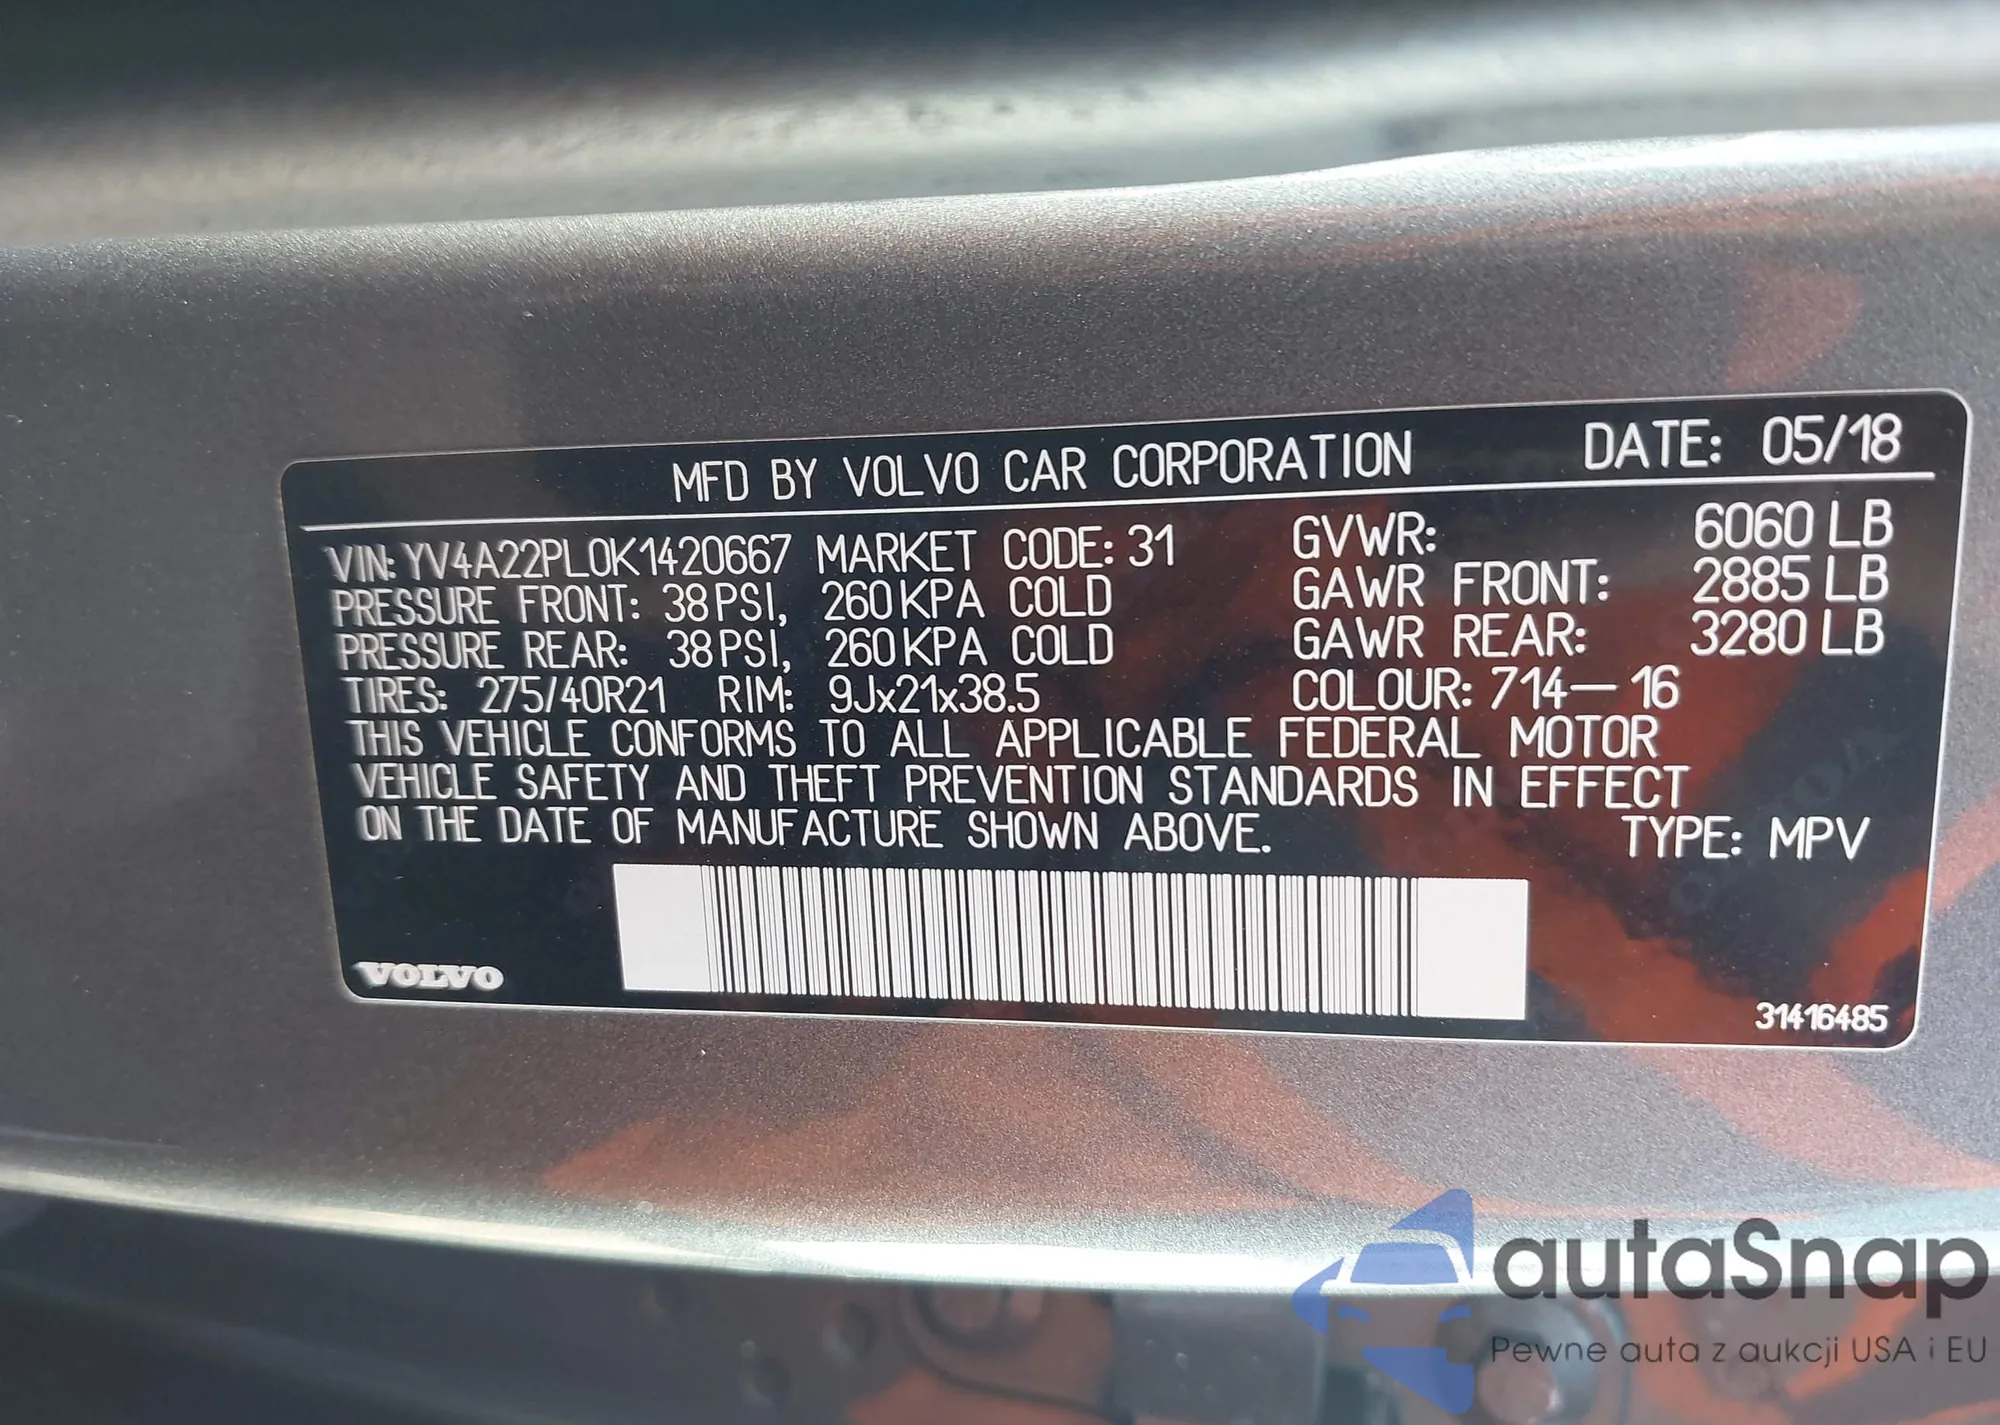 MFD BY VOLVO CAR CORPORATION DATE: 05/18
VIN: YV4A22PL0K1420667 MARKET CODE: 31 GVWR: 6060 LB
PRESSURE FRONT: 38 PSI, 260 KPA COLD GAWR FRONT: 2885 LB
PRESSURE REAR: 38 PSI, 260 KPA COLD GAWR REAR: 3280 LB
TIRES: 275/40R21 RIM: 9Jx21x38.5 COLOUR: 714-16
THIS VEHICLE CONFORMS TO ALL APPLICABLE FEDERAL MOTOR
VEHICLE SAFETY AND THEFT PREVENTION STANDARDS IN EFFECT
ON THE DATE OF MANUFACTURE SHOWN ABOVE. TYPE: MPV
VOLVO
31416485
autaSnap
Pewne auta z aukcji USA i EU